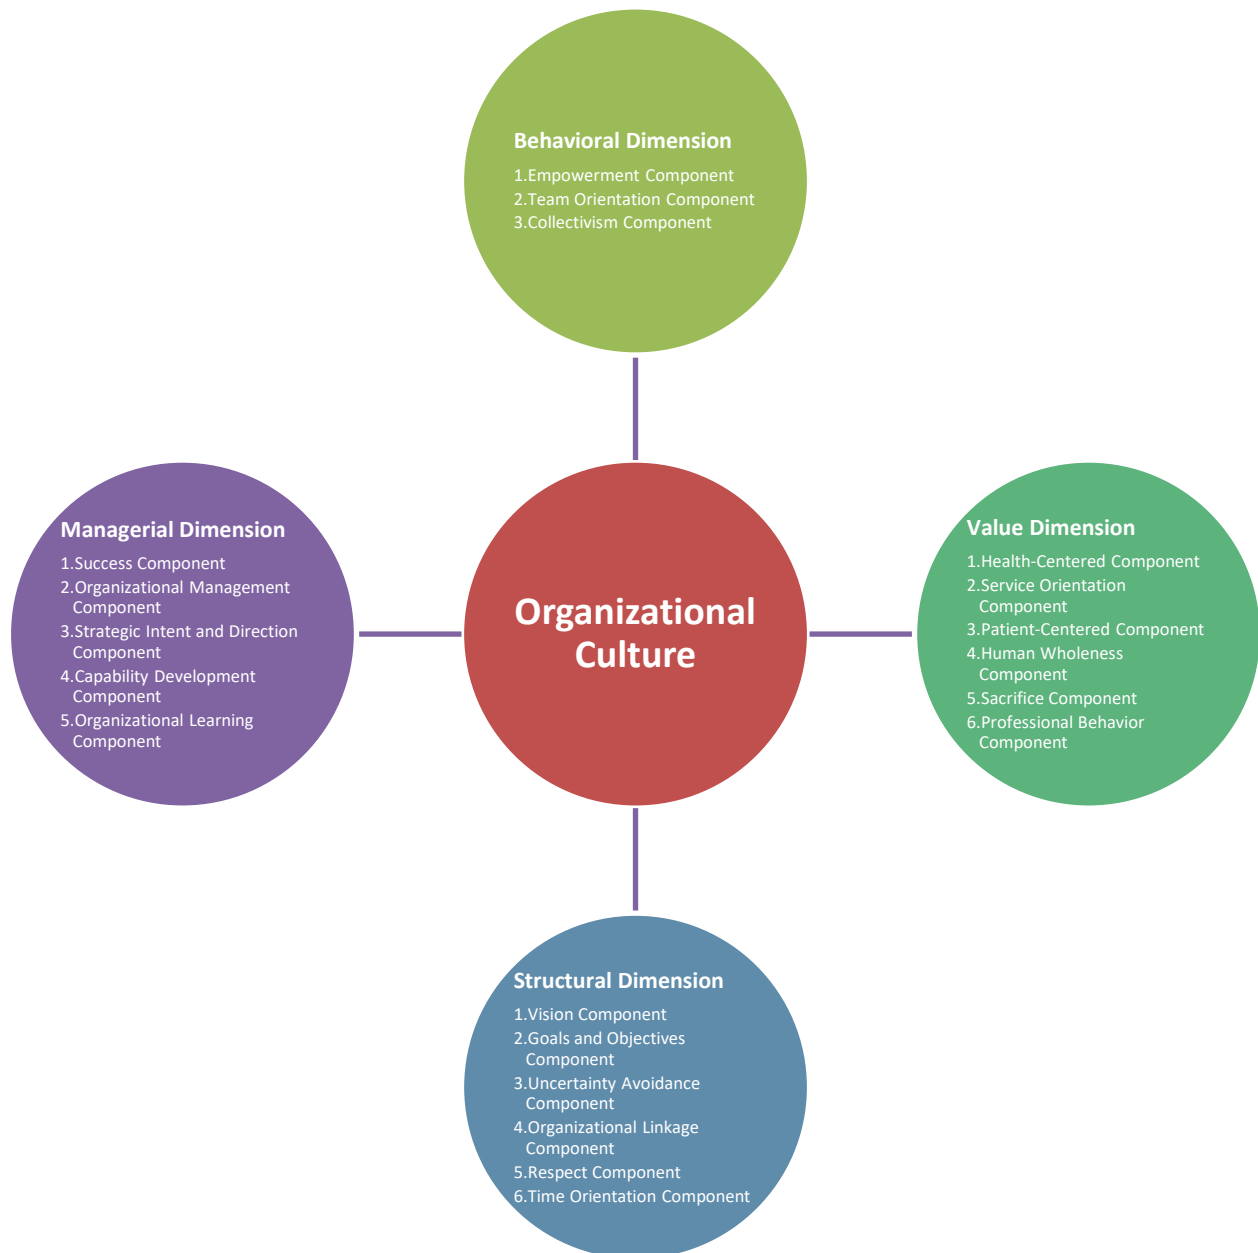 Behavioral Dimension
1.Empowerment Component
2.Team Orientation Component
3.Collectivism Component
Managerial Dimension
1.Success Component
2.Organizational Management
Component
3.Strategic Intent and Direction
Component
4.Capability Development
Component
5.Organizational Learning
Component
Organizational
Culture
Value Dimension
1.Health-Centered Component
2.Service Orientation
Component
3.Patient-Centered Component
4.Human Wholeness
Component
5.Sacrifice Component
6.Professional Behavior
Component
Structural Dimension
1.Vision Component
2.Goals and Objectives
Component
3.Uncertainty Avoidance
Component
4.Organizational Linkage
Component
5.Respect Component
6.Time Orientation Component